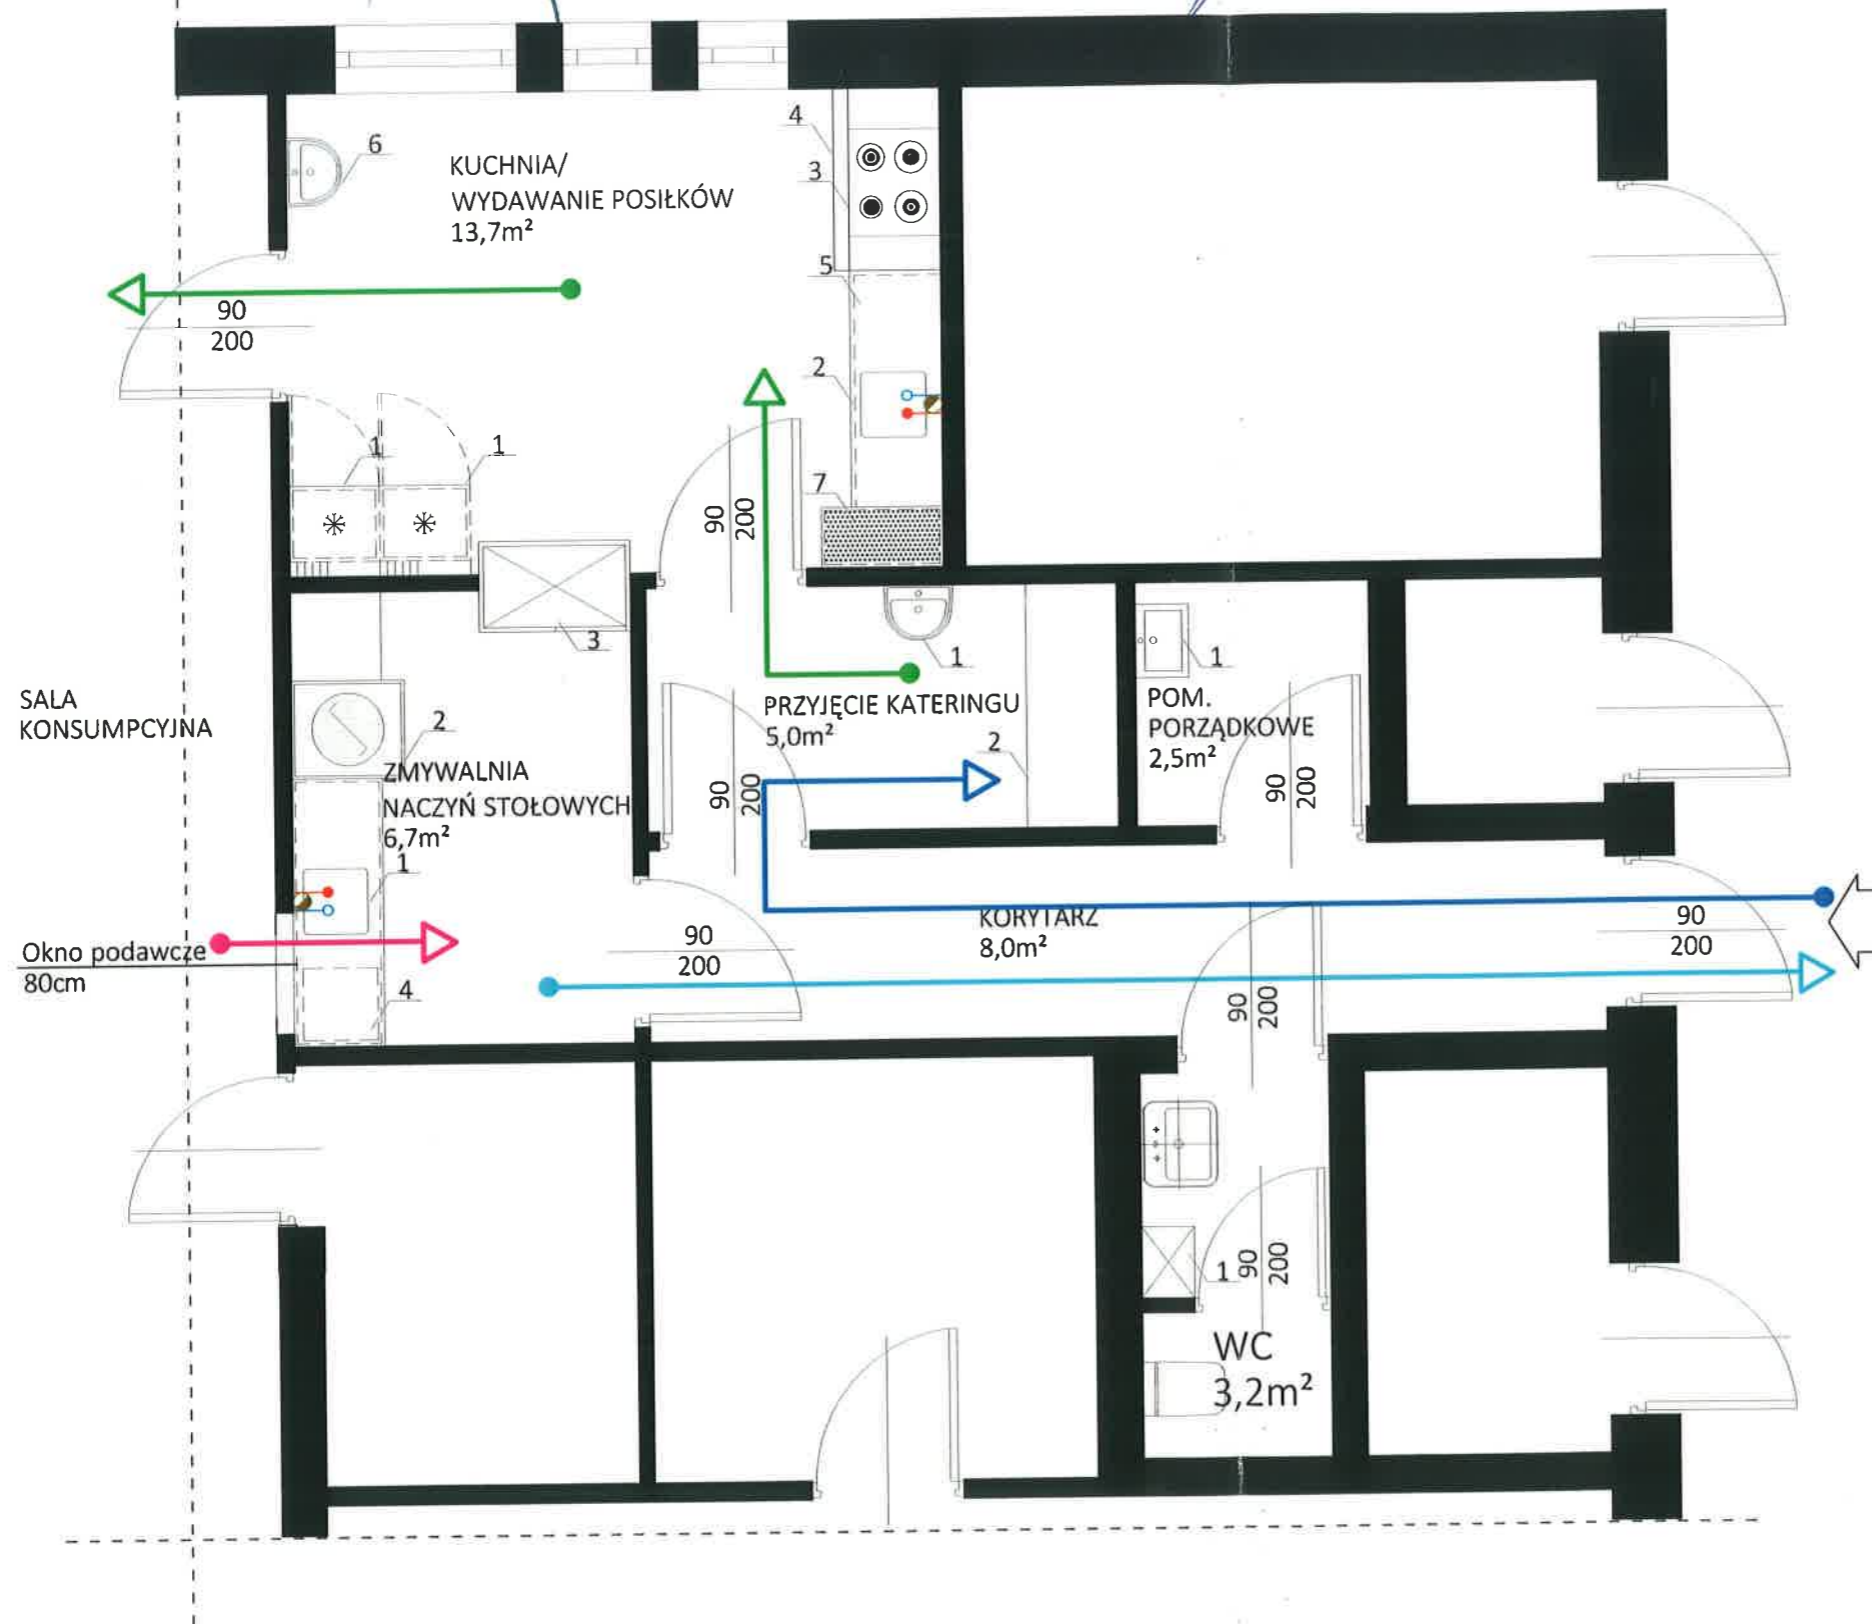 4
6
KUCHNIA/
WYDAWANIE POSIŁKÓW
13,7m²
3
5
90
200
2
1
1
7
90
200
3
1
1
SALA
KONSUMPCYJNA
2
PRZYJĘCIE KATERINGU
5,0m²
2
POM.
PORZĄDKOWE
2,5m²
ZMYWALNIA
NACZYŃ STOŁOWYCH
6,7m²
90
200
90
200
1
KORYTARZ
8,0m²
90
200
90
200
Okno podawcze
80cm
4
90
200
1
90
200
WC
3,2m²